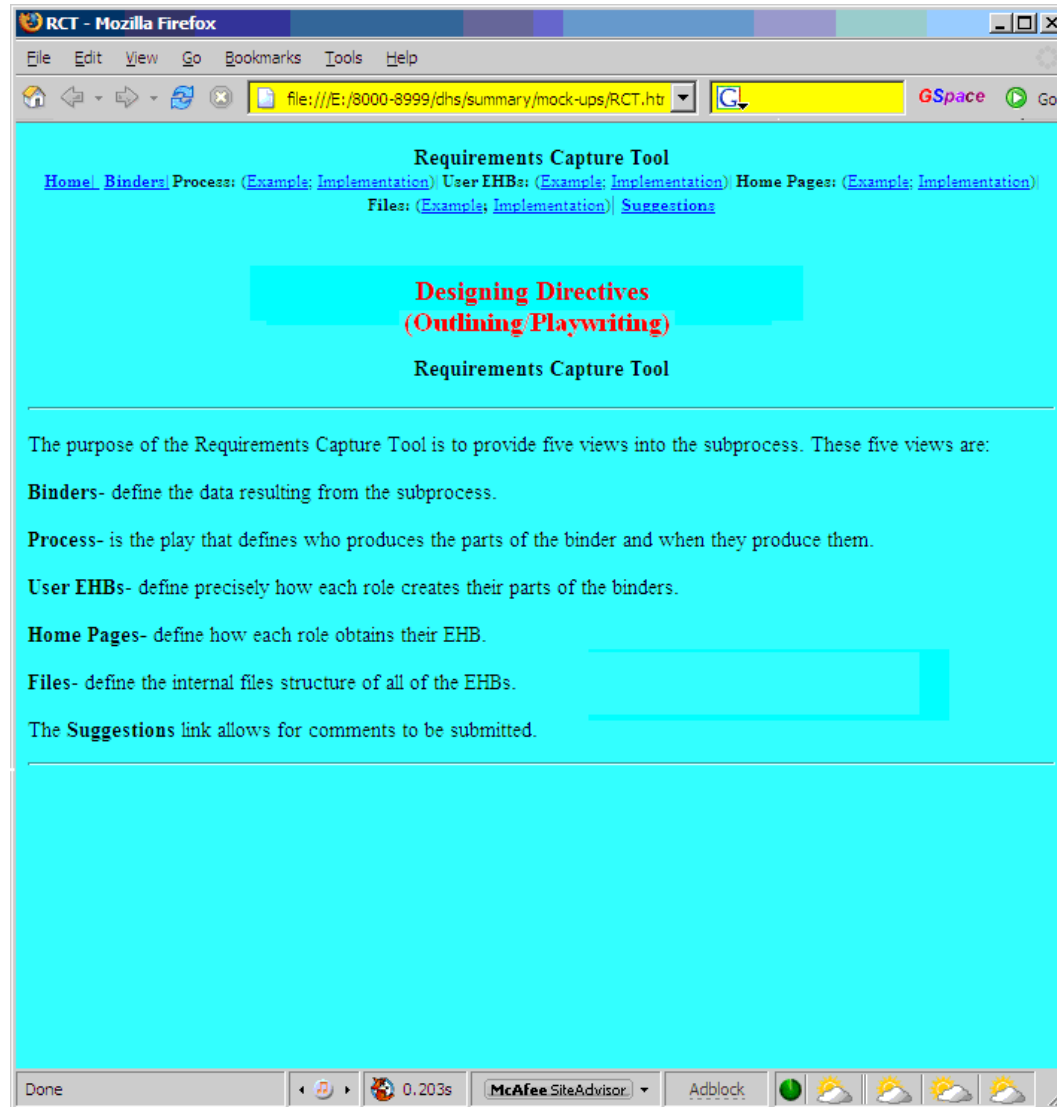 RCT - Mozilla Firefox
File Edit View Go Bookmarks Tools Help
file:///E:/8000-8999/dhs/summary/mock-ups/RCT.htr G GSpace Go
Requirements Capture Tool
Home| Binders| Process: (Example; Implementation)| User EHBs: (Example; Implementation)| Home Pages: (Example; Implementation)|
Files: (Example; Implementation)| Suggestions
Designing Directives
(Outlining/Playwriting)
Requirements Capture Tool
The purpose of the Requirements Capture Tool is to provide five views into the subprocess. These five views are:
Binders- define the data resulting from the subprocess.
Process- is the play that defines who produces the parts of the binder and when they produce them.
User EHBs- define precisely how each role creates their parts of the binders.
Home Pages- define how each role obtains their EHB.
Files- define the internal files structure of all of the EHBs.
The Suggestions link allows for comments to be submitted.
Done 0.203s McAfee SiteAdvisor Adblock